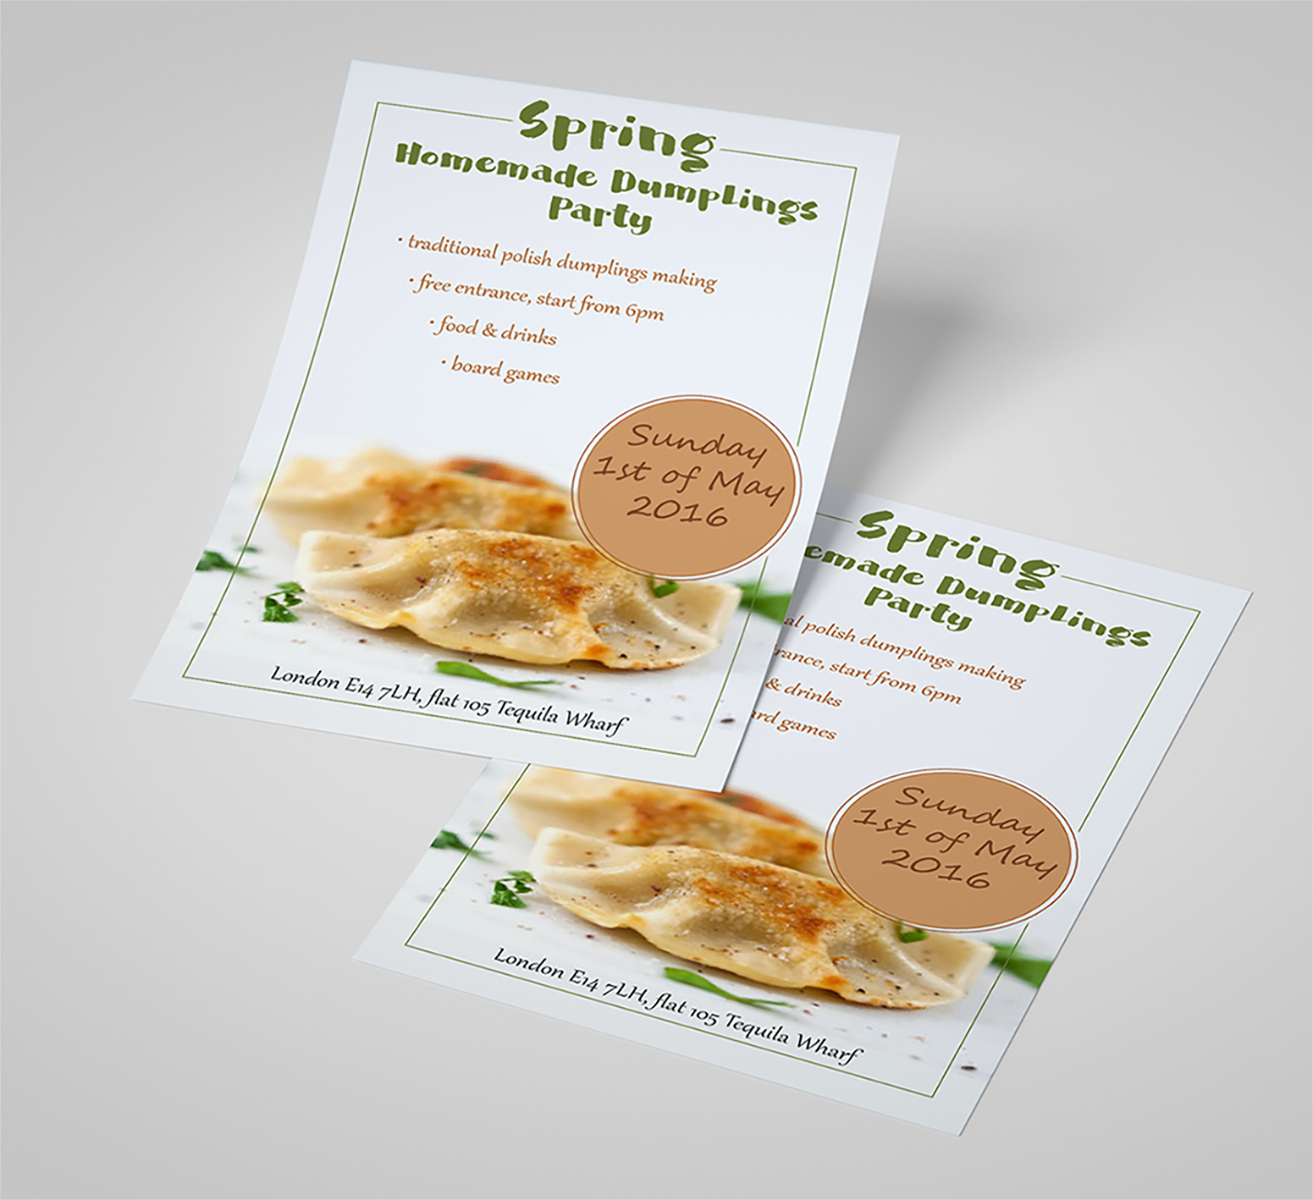 Spring
Homemade Dumplings
Party
• traditional polish dumplings making
• free entrance, start from 6pm
• food & drinks
• board games
Sunday
1st of May
2016
London E14 7LH, flat 105 Tequila Wharf
Spring
emade Dumplings
Party
al polish dumplings making
rance, start from 6pm
& drinks
ard games
Sunday
1st of May
2016
London E14 7LH, flat 105 Tequila Wharf